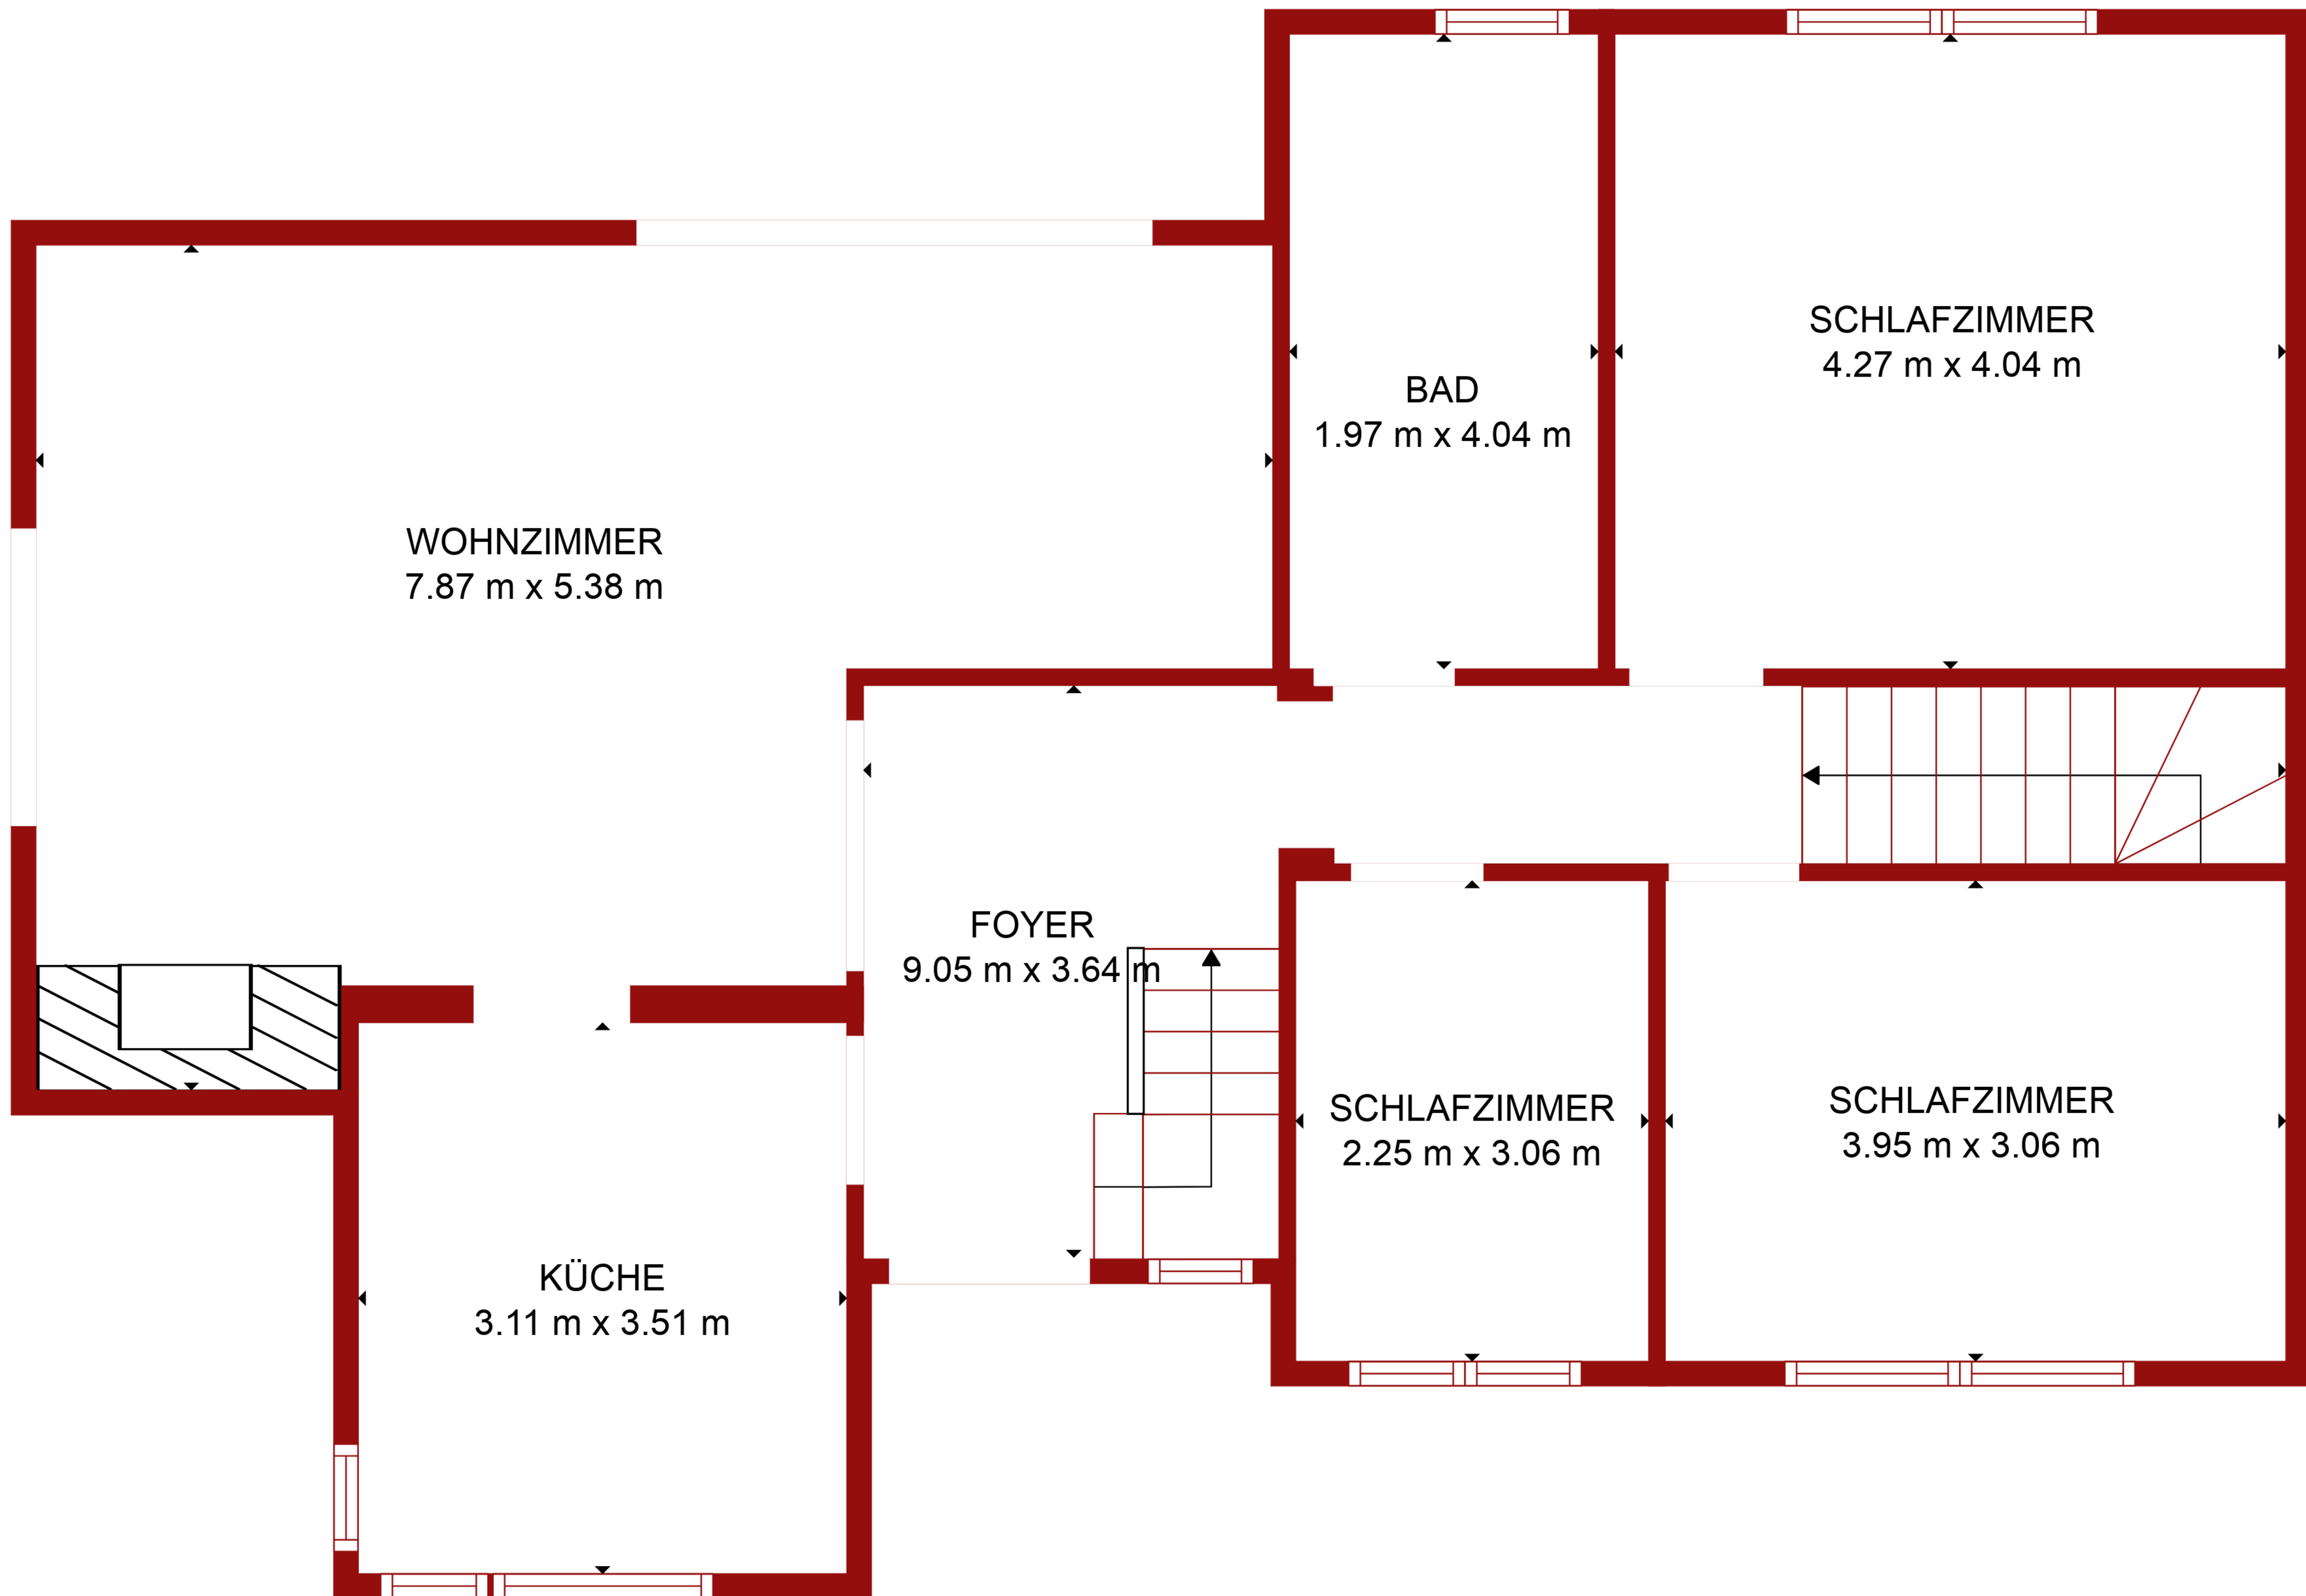 SCHLAFZIMMER
4.27 m x 4.04 m
BAD
1.97 m x 4.04 m
WOHNZIMMER
7.87 m x 5.38 m
FOYER
9.05 m x 3.64 m
SCHLAFZIMMER
2.25 m x 3.06 m
SCHLAFZIMMER
3.95 m x 3.06 m
KÜCHE
3.11 m x 3.51 m